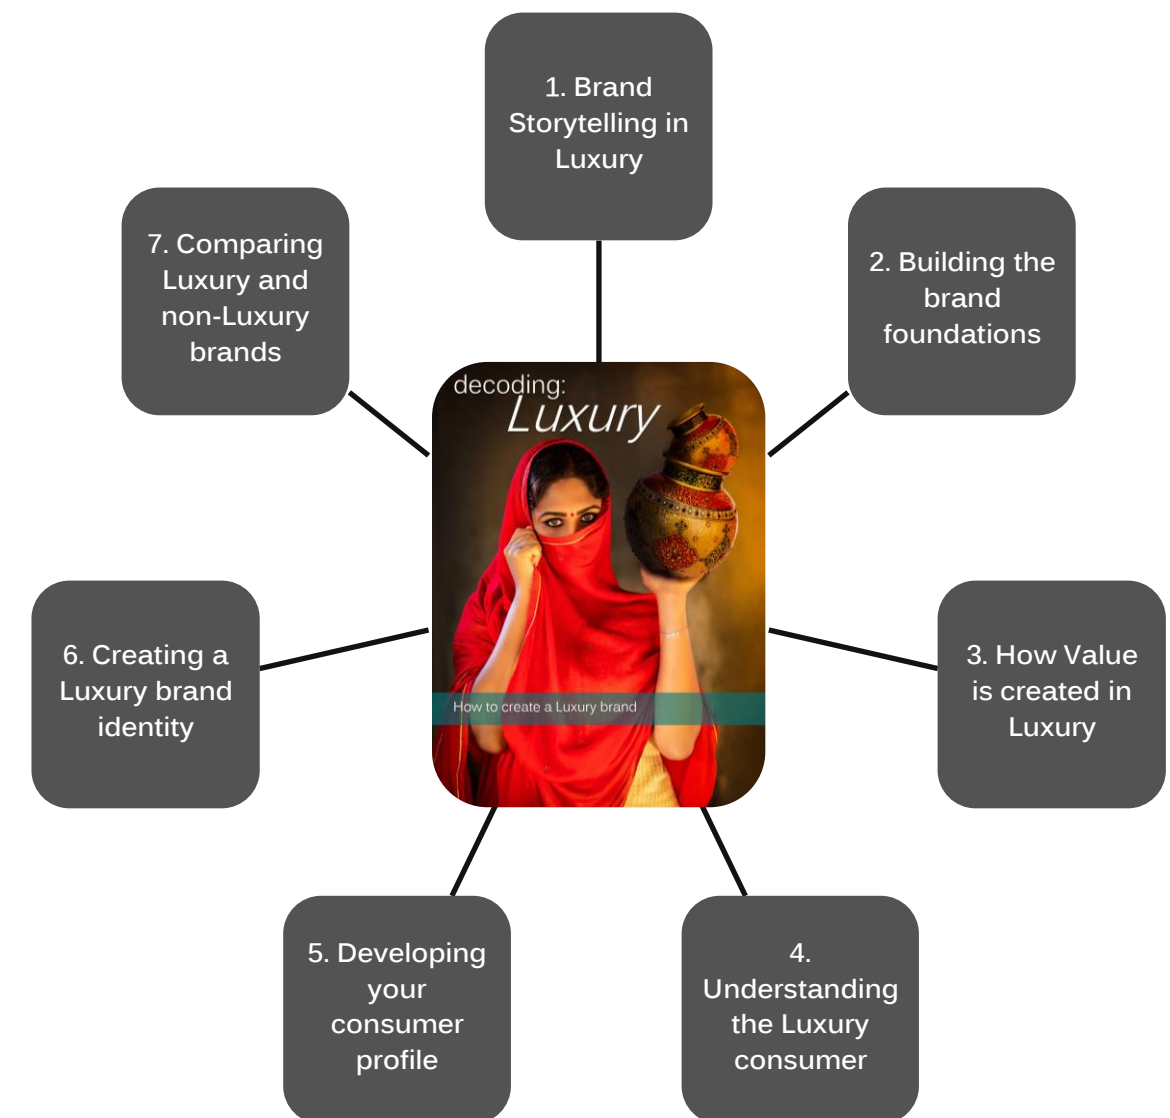 1. Brand
Storytelling in
Luxury
2. Building the
brand
foundations
3. How Value
is created in
Luxury
4.
Understanding
the Luxury
consumer
5. Developing
your
consumer
profile
6. Creating a
Luxury brand
identity
7. Comparing
Luxury and
non-Luxury
brands
decoding:
Luxury
How to create a Luxury brand